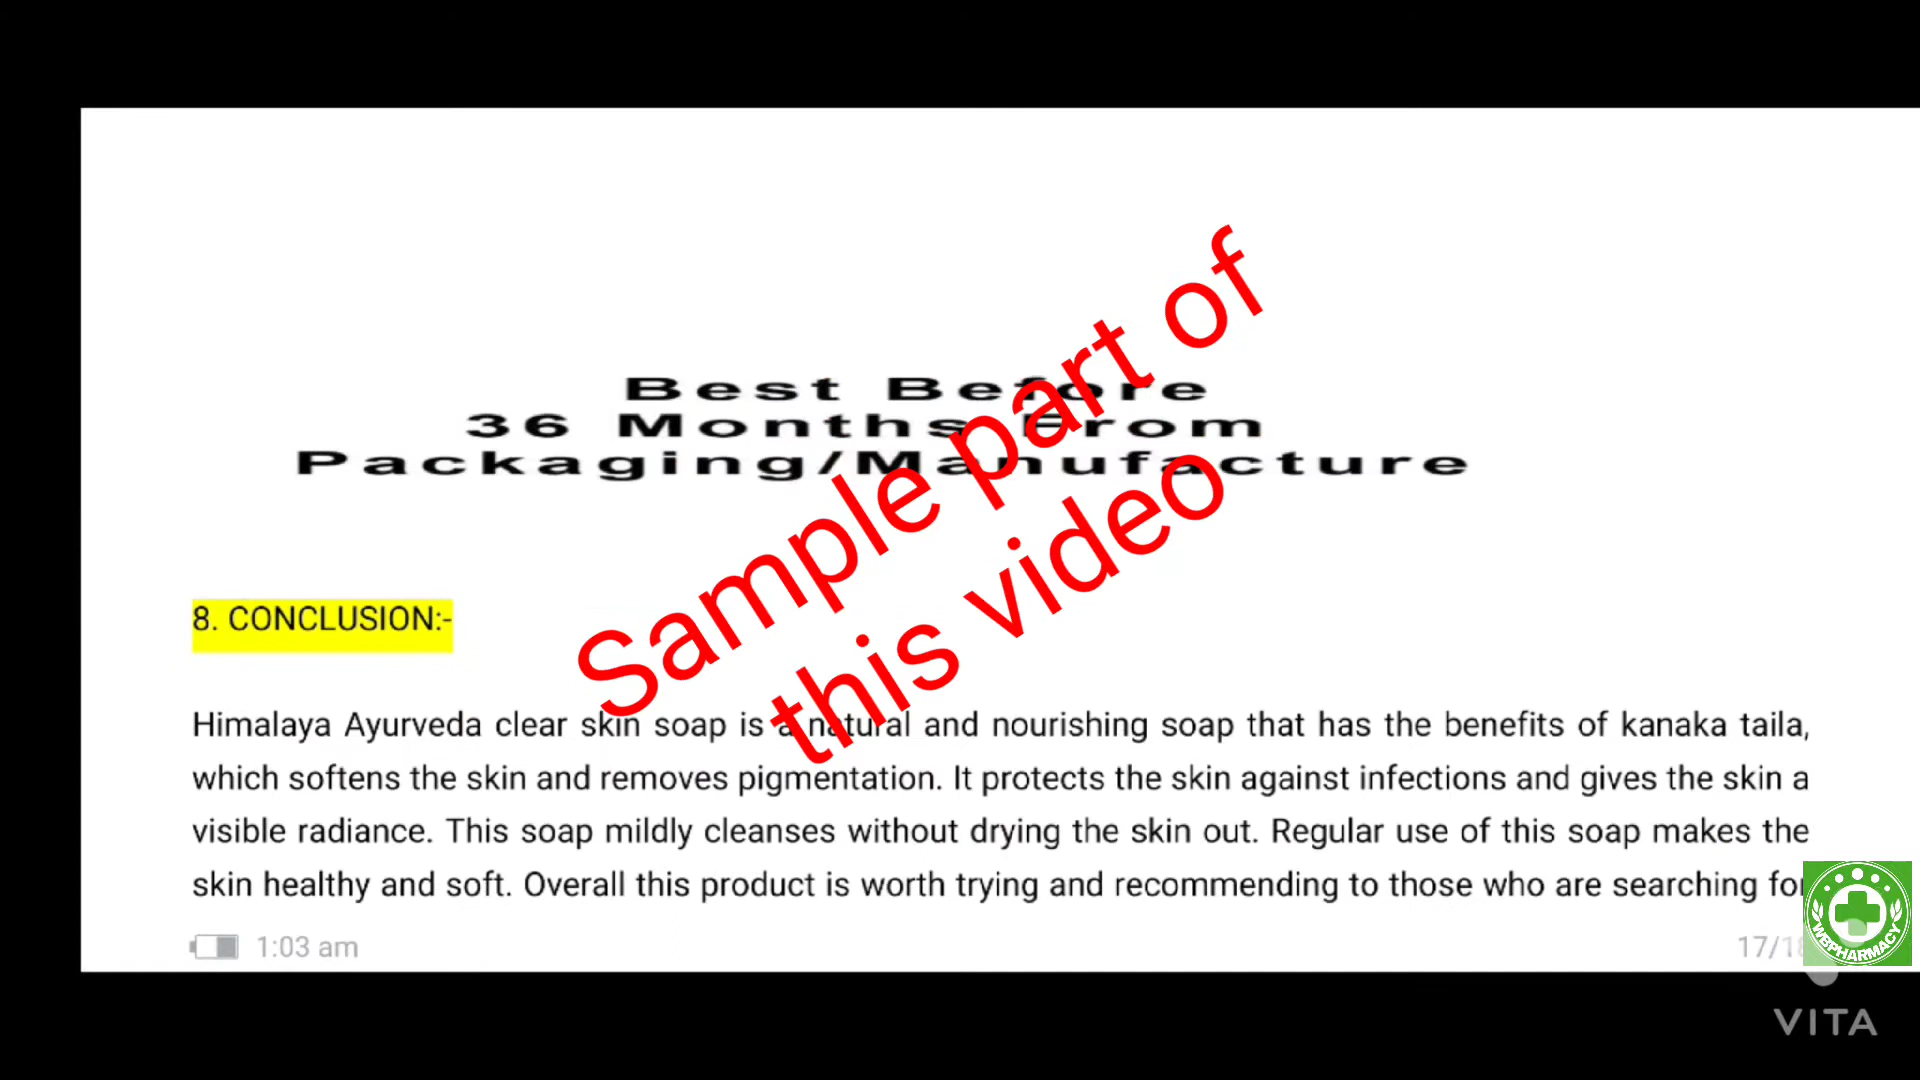 Best Before
36 Months From
Packaging/Manufacture
Sample part of
this video
8. CONCLUSION:-
Himalaya Ayurveda clear skin soap is a natural and nourishing soap that has the benefits of kanaka taila,
which softens the skin and removes pigmentation. It protects the skin against infections and gives the skin a
visible radiance. This soap mildly cleanses without drying the skin out. Regular use of this soap makes the
skin healthy and soft. Overall this product is worth trying and recommending to those who are searching for
1:03 am
17/18
WBPHARMACY
VITA